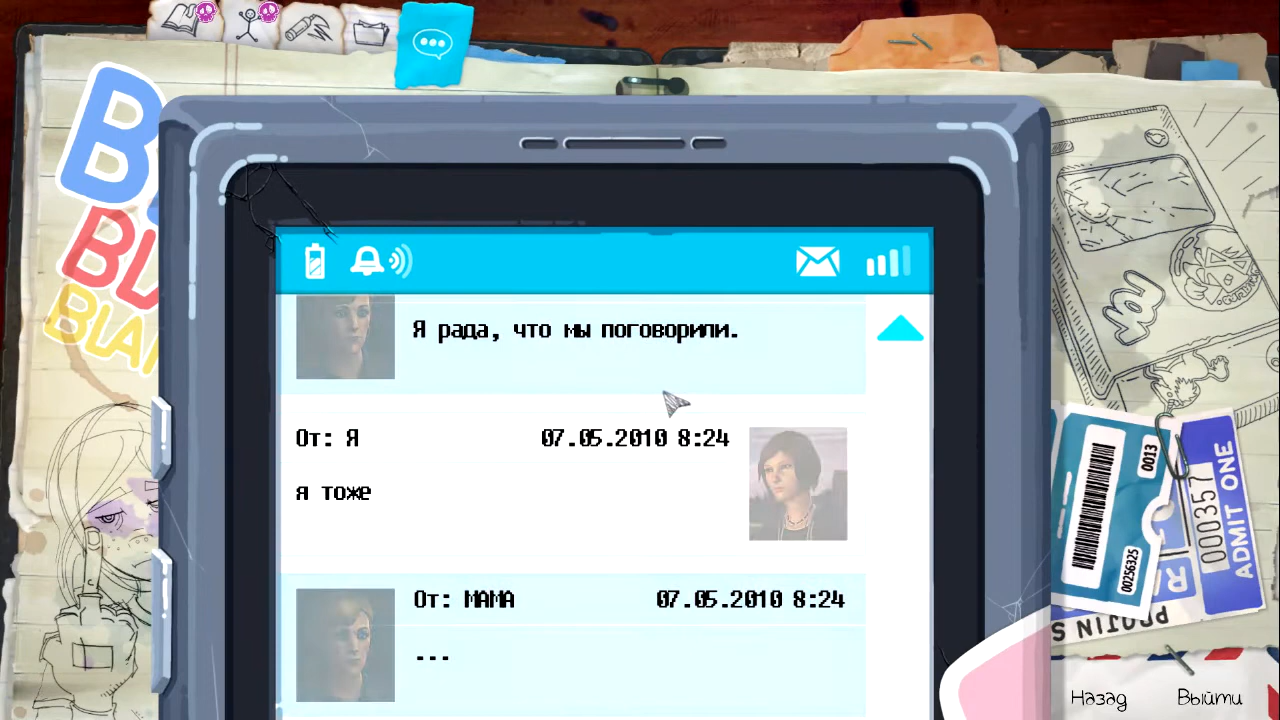 Я рада, что мы поговорили.
От: Я 07.05.2010 8:24
я тоже
От: МАМА 07.05.2010 8:24
...
0013
00256325
000357
ADMIT ONE
Назад Выйти